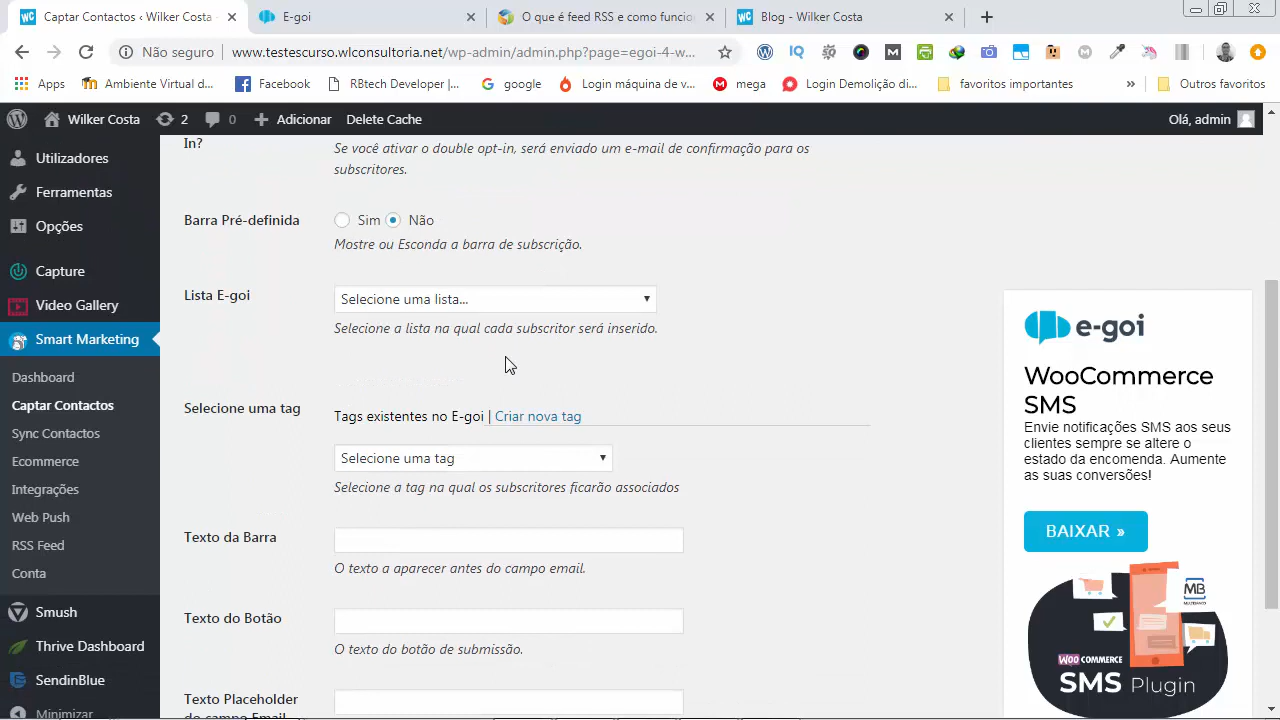 Captar Contactos ‹ Wilker Costa
E-goi
O que é feed RSS e como funcio
Blog - Wilker Costa
Não seguro
www.testescurso.wlconsultoria.net/wp-admin/admin.php?page=egoi-4-w...
Apps
Ambiente Virtual d...
Facebook
RBtech Developer |...
google
Login máquina de v...
mega
Login Demolição di...
favoritos importantes
»
Outros favoritos
Wilker Costa
2
0
Adicionar
Delete Cache
Olá, admin
Utilizadores
Ferramentas
Opções
Capture
Video Gallery
Smart Marketing
Dashboard
Captar Contactos
Sync Contactos
Ecommerce
Integrações
Web Push
RSS Feed
Conta
Smush
Thrive Dashboard
SendinBlue
Minimizar
In?
Se você ativar o double opt-in, será enviado um e-mail de confirmação para os
subscritores.
Barra Pré-definida
Sim
Não
Mostre ou Esconda a barra de subscrição.
Lista E-goi
Selecione uma lista...
Selecione a lista na qual cada subscritor será inserido.
Selecione uma tag
Tags existentes no E-goi | Criar nova tag
Selecione uma tag
Selecione a tag na qual os subscritores ficarão associados
Texto da Barra
O texto a aparecer antes do campo email.
Texto do Botão
O texto do botão de submissão.
Texto Placeholder
do campo Email
e-goi
WooCommerce
SMS
Envie notificações SMS aos seus
clientes sempre se altere o
estado da encomenda. Aumente
as suas conversões!
BAIXAR »
MB
MULTIBANCO
WOO COMMERCE
SMS Plugin